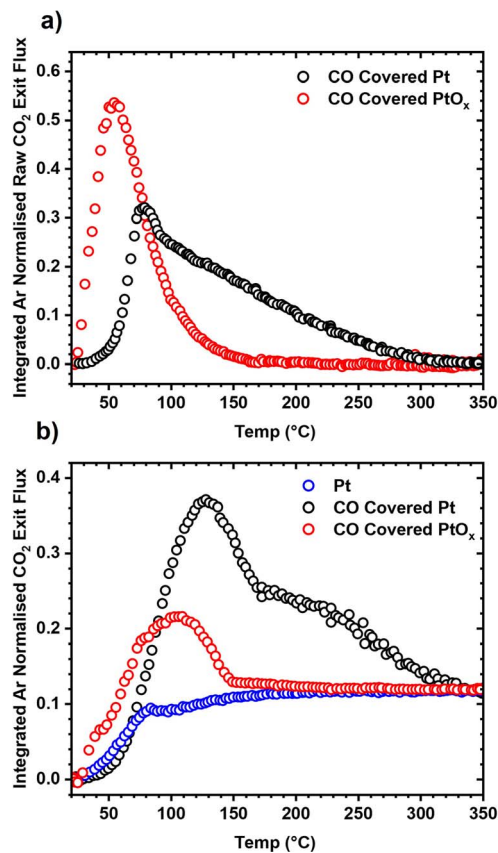 a)
Integrated Ar Normalised Raw CO₂ Exit Flux
0.6
0.5
0.4
0.3
0.2
0.1
0.0
CO Covered Pt
CO Covered PtOₓ
50 100 150 200 250 300 350
Temp (°C)
b)
Integrated Ar Normalised CO₂ Exit Flux
0.4
0.3
0.2
0.1
0.0
Pt
CO Covered Pt
CO Covered PtOₓ
50 100 150 200 250 300 350
Temp (°C)